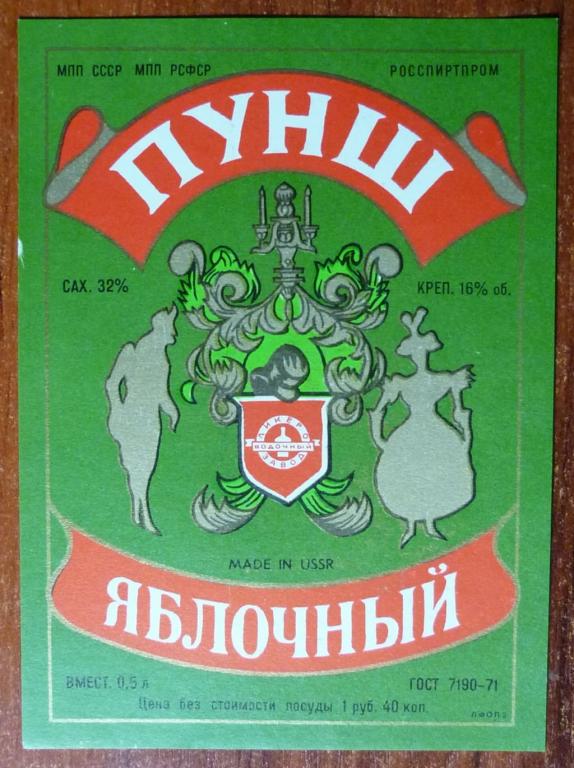 МПП СССР МПП РСФСР РОССПИРТПРОМ
ПУНШ
САХ. 32% КРЕП. 16% об.
ЛИКЕРО
ВОДОЧНЫЙ
ЗАВОД
MADE IN USSR
ЯБЛОЧНЫЙ
ВМЕСТ. 0,5 л ГОСТ 7190-71
Цена без стоимости посуды 1 руб. 40 коп.